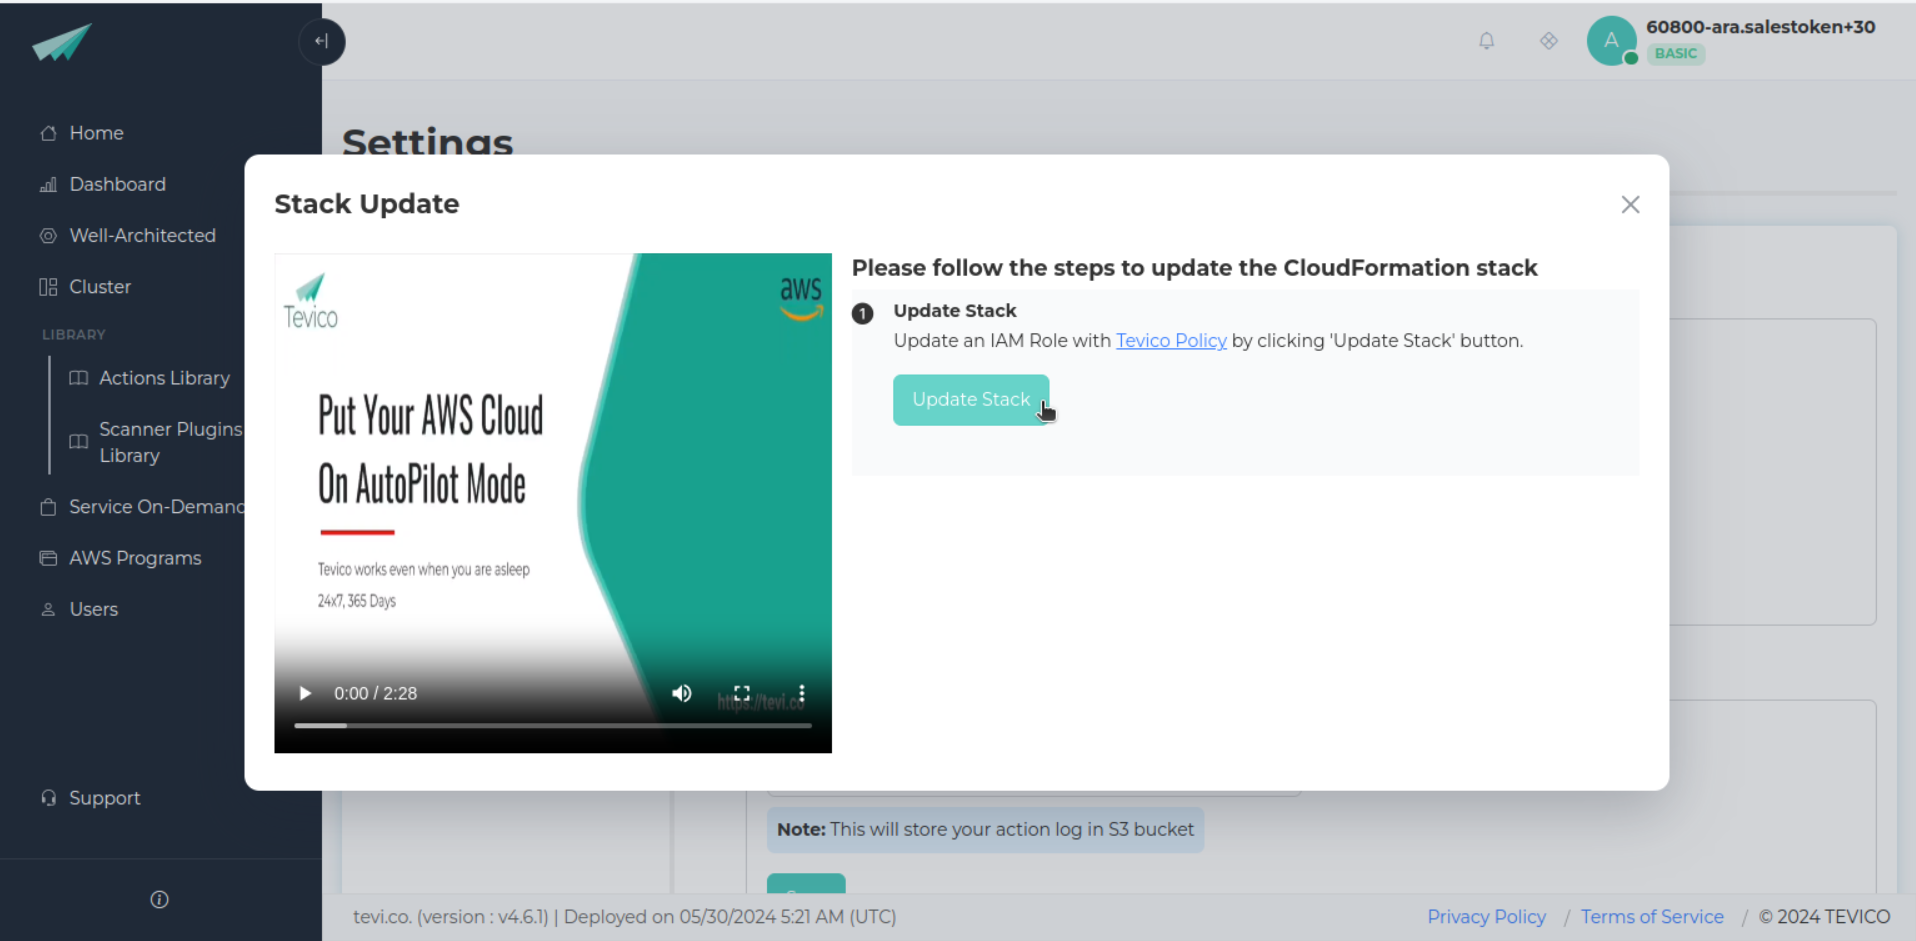 A
60800-ara.salestoken+30
BASIC
Home
Dashboard
Well-Architected
Cluster
LIBRARY
Actions Library
Scanner Plugins
Library
Service On-Demand
AWS Programs
Users
Support
Settings
Stack Update
Tevico
aws
Put Your AWS Cloud
On AutoPilot Mode
Tevico works even when you are asleep
24x7, 365 Days
https://tevi.co
0:00 / 2:28
Please follow the steps to update the CloudFormation stack
1 Update Stack
Update an IAM Role with Tevico Policy by clicking 'Update Stack' button.
Update Stack
Note: This will store your action log in S3 bucket
tevi.co. (version : v4.6.1) | Deployed on 05/30/2024 5:21 AM (UTC)
Privacy Policy / Terms of Service / © 2024 TEVICO